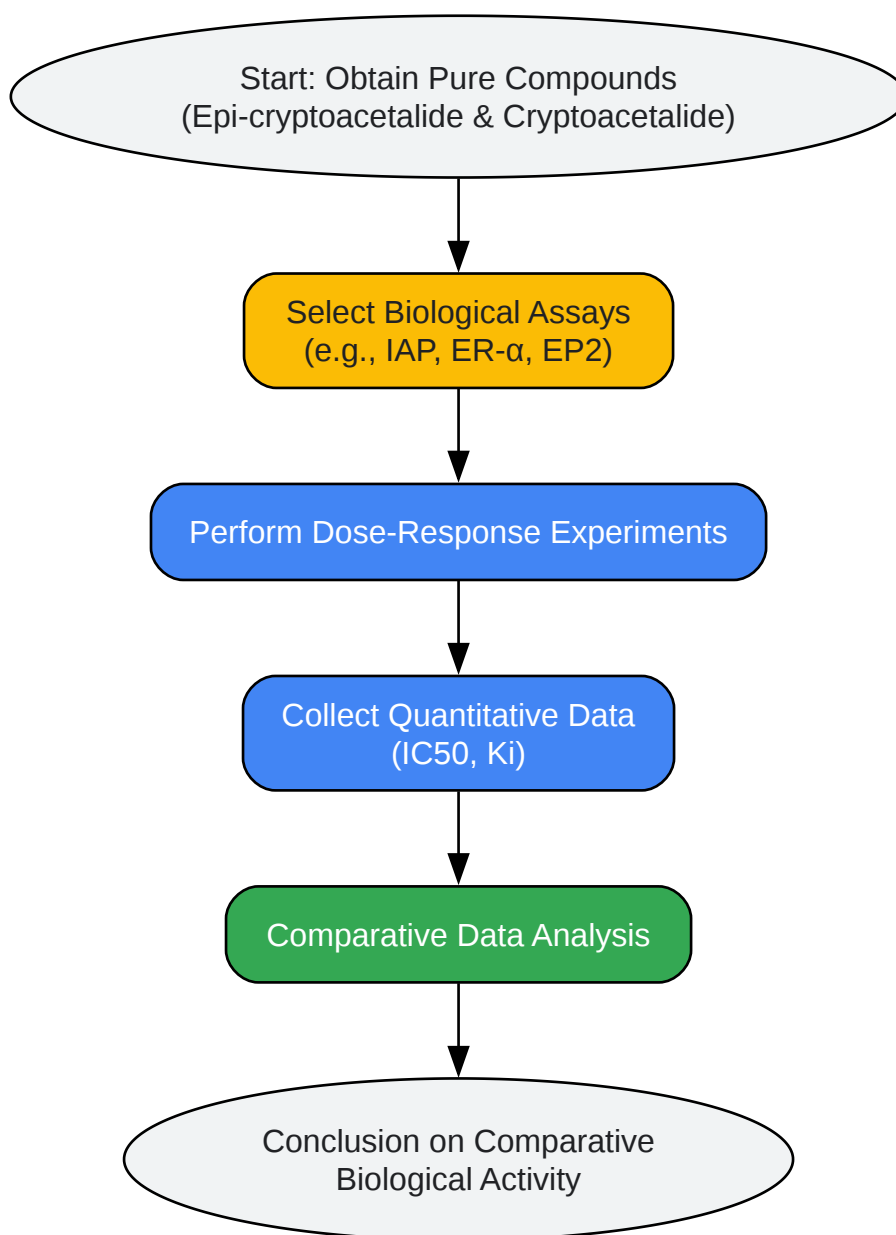 Start: Obtain Pure Compounds
(Epi-cryptoacetalide & Cryptoacetalide)
Select Biological Assays
(e.g., IAP, ER-α, EP2)
Perform Dose-Response Experiments
Collect Quantitative Data
(IC50, Ki)
Comparative Data Analysis
Conclusion on Comparative
Biological Activity